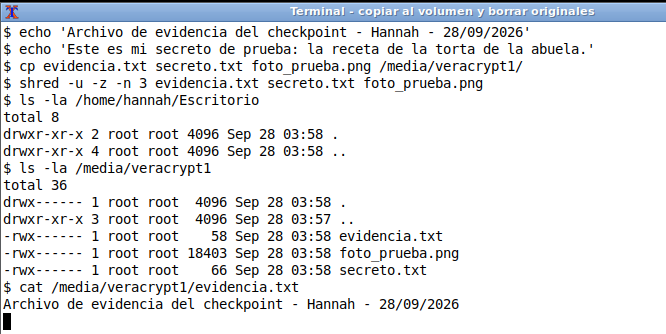 Terminal - copiar al volumen y borrar originales
$ echo 'Archivo de evidencia del checkpoint - Hannah - 28/09/2026'
$ echo 'Este es mi secreto de prueba: la receta de la torta de la abuela.'
$ cp evidencia.txt secreto.txt foto_prueba.png /media/veracrypt1/
$ shred -u -z -n 3 evidencia.txt secreto.txt foto_prueba.png
$ ls -la /home/hannah/Escritorio
total 8
drwxr-xr-x 2 root root 4096 Sep 28 03:58 .
drwxr-xr-x 4 root root 4096 Sep 28 03:58 ..
$ ls -la /media/veracrypt1
total 36
drwx------ 1 root root  4096 Sep 28 03:58 .
drwxr-xr-x 3 root root  4096 Sep 28 03:57 ..
-rwx------ 1 root root    58 Sep 28 03:58 evidencia.txt
-rwx------ 1 root root 18403 Sep 28 03:58 foto_prueba.png
-rwx------ 1 root root    66 Sep 28 03:58 secreto.txt
$ cat /media/veracrypt1/evidencia.txt
Archivo de evidencia del checkpoint - Hannah - 28/09/2026